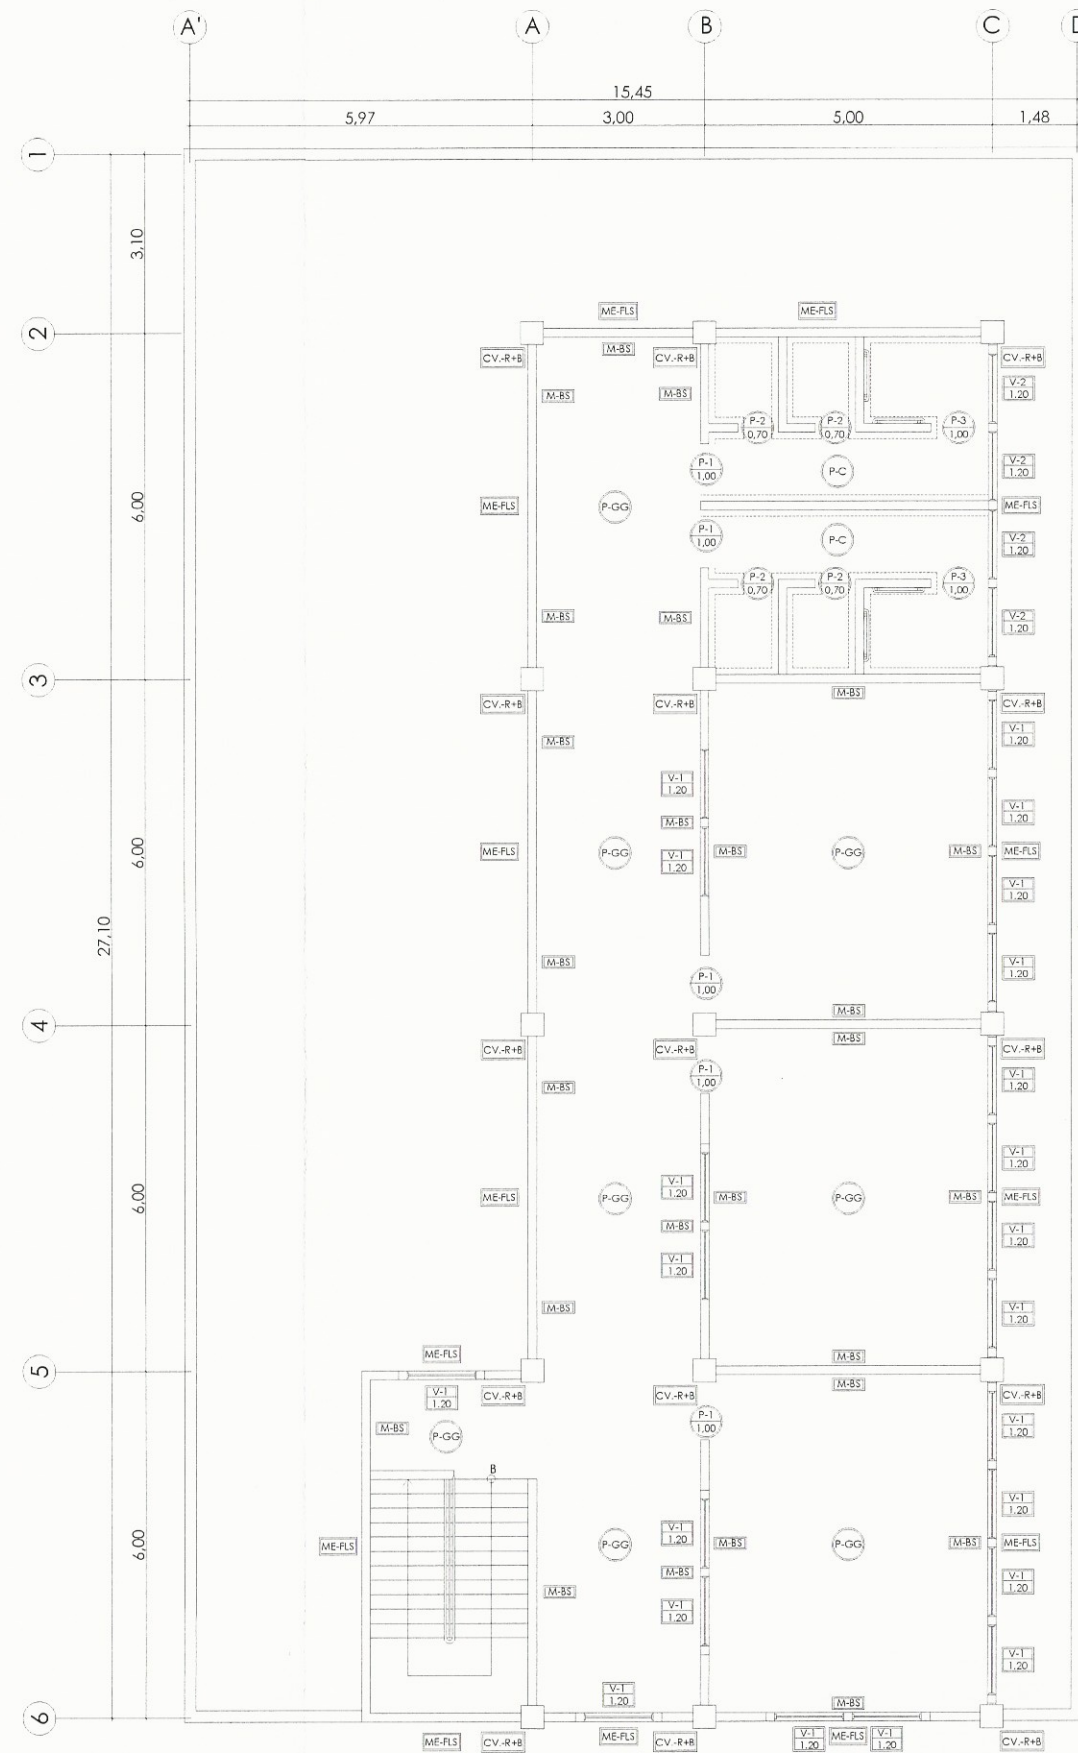 A' A B C D
15,45
5,97 3,00 5,00 1,48
1
3,10
ME-FLS ME-FLS
2
M-BS
CV.-R+B CV.-R+B CV.-R+B
M-BS M-BS V-2
1.20
P-2 P-2 P-3
0,70 0,70 1,00
P-1 P-C V-2
1,00 1.20
6,00 ME-FLS P-GG ME-FLS
P-1 P-C V-2
1,00 1.20
P-2 P-2 P-3
0,70 0,70 1,00
M-BS M-BS V-2
1.20
3
M-BS
CV.-R+B CV.-R+B CV.-R+B
M-BS V-1
1.20
V-1
1.20
V-1
1.20
M-BS
6,00 ME-FLS P-GG V-1 M-BS P-GG M-BS ME-FLS
1.20
V-1
1.20
27,10
M-BS V-1
1.20
P-1
1,00
M-BS
4
M-BS
CV.-R+B CV.-R+B CV.-R+B
M-BS P-1 V-1
1,00 1.20
V-1
1.20
V-1
1.20
6,00 ME-FLS P-GG M-BS P-GG M-BS ME-FLS
M-BS
V-1
1.20
V-1
1.20
M-BS V-1
1.20
ME-FLS M-BS
5
M-BS
V-1 CV.-R+B CV.-R+B CV.-R+B
1.20
M-BS P-GG P-1 V-1
1,00 1.20
B
V-1
1.20
V-1
1.20
6,00 ME-FLS P-GG M-BS P-GG M-BS ME-FLS
M-BS
M-BS V-1
1.20
V-1
1.20
V-1
1.20
V-1
1.20
M-BS
6
ME-FLS CV.-R+B ME-FLS CV.-R+B V-1 ME-FLS V-1 CV.-R+B
1.20 1.20